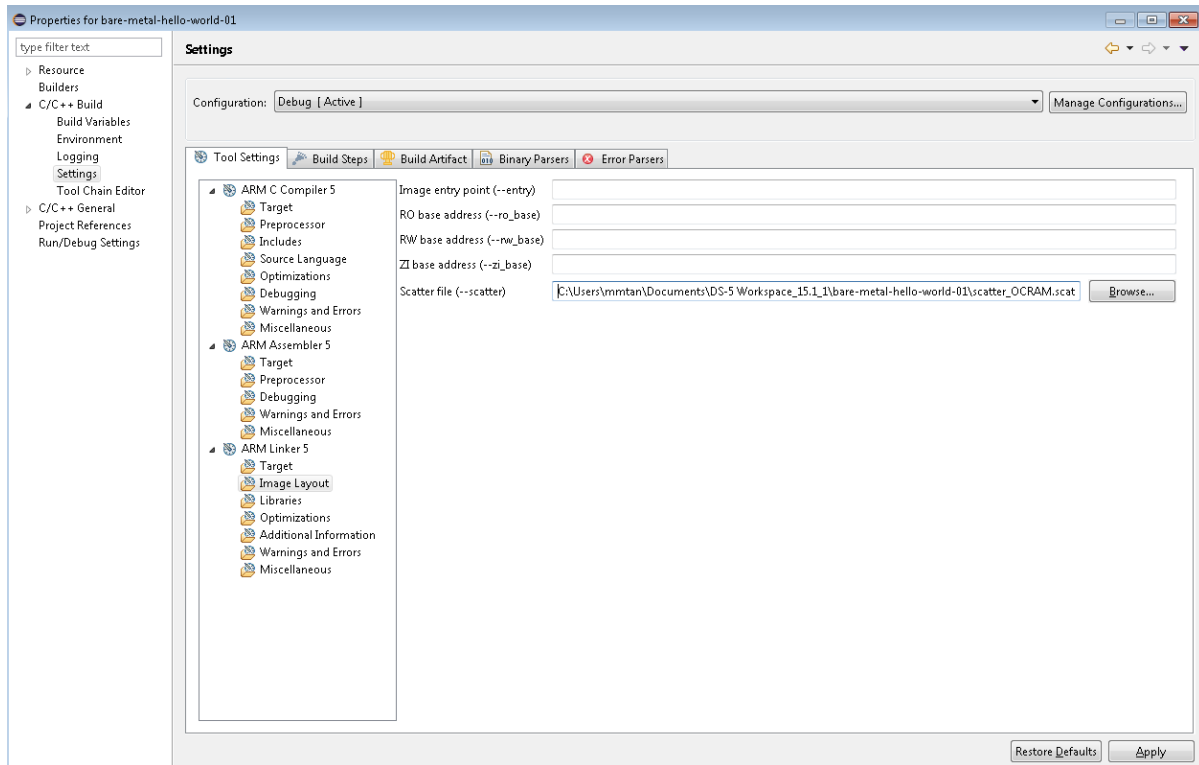 Properties for bare-metal-hello-world-01
type filter text
Resource
Builders
C/C++ Build
Build Variables
Environment
Logging
Settings
Tool Chain Editor
C/C++ General
Project References
Run/Debug Settings
Settings
Configuration: Debug [ Active ] Manage Configurations...
Tool Settings Build Steps Build Artifact Binary Parsers Error Parsers
ARM C Compiler 5
Target
Preprocessor
Includes
Source Language
Optimizations
Debugging
Warnings and Errors
Miscellaneous
ARM Assembler 5
Target
Preprocessor
Debugging
Warnings and Errors
Miscellaneous
ARM Linker 5
Target
Image Layout
Libraries
Optimizations
Additional Information
Warnings and Errors
Miscellaneous
Image entry point (--entry)
RO base address (--ro_base)
RW base address (--rw_base)
ZI base address (--zi_base)
Scatter file (--scatter) C:\Users\mmtan\Documents\DS-5 Workspace_15.1_1\bare-metal-hello-world-01\scatter_OCRAM.scat Browse...
Restore Defaults Apply